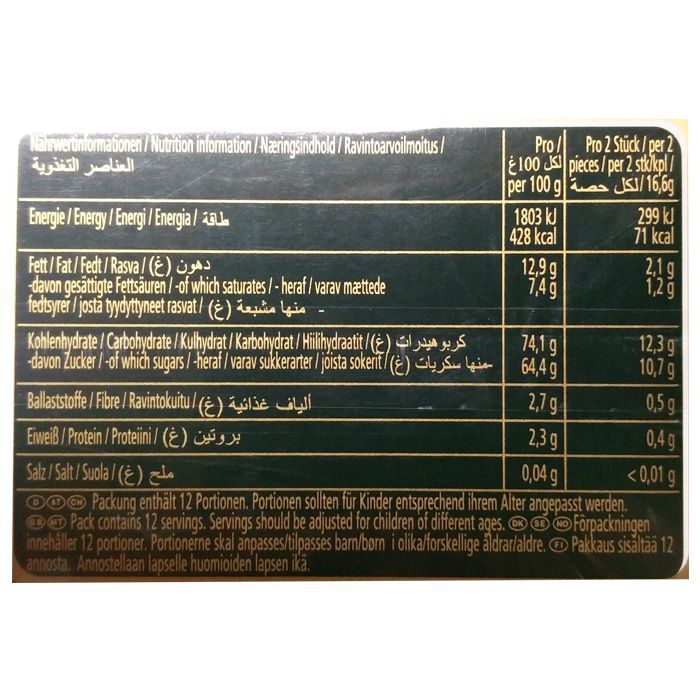 Nährwertinformationen / Nutrition information / Næringsindhold / Ravintoarvoilmoitus /
العناصر التغذوية
Pro /
لكل 100غ
per 100 g
Pro 2 Stück / per 2
pieces / per 2 stk/kpl /
لكل حصة / 16,6g
Energie / Energy / Energi / Energia / طاقة
1803 kJ
428 kcal
299 kJ
71 kcal
Fett / Fat / Fedt / Rasva / دهون (غ)
-davon gesättigte Fettsäuren / -of which saturates / - heraf / varav mættede
fedtsyrer / josta tyydyttyneet rasvat / منها مشبعة (غ) -
12,9 g
7,4 g
2,1 g
1,2 g
Kohlenhydrate / Carbohydrate / Kulhydrat / Karbohydrat / Hiilihydraatit / كربوهيدرات (غ)
-davon Zucker / -of which sugars / -heraf / varav sukkerarter / joista sokerit / -منها سكريات (غ)
74,1 g
64,4 g
12,3 g
10,7 g
Ballaststoffe / Fibre / Ravintokuitu / ألياف غذائية (غ)
2,7 g
0,5 g
Eiweiß / Protein / Proteiini / بروتين (غ)
2,3 g
0,4 g
Salz / Salt / Suola / ملح (غ)
0,04 g
< 0,01 g
D AT CH Packung enthält 12 Portionen. Portionen sollten für Kinder entsprechend ihrem Alter angepasst werden.
GB MT Pack contains 12 servings. Servings should be adjusted for children of different ages. DK SE NO Förpackningen
innehåller 12 portioner. Portionerne skal anpasses/tilpasses barn/børn i olika/forskellige åldrar/aldre. FI Pakkaus sisältää 12
annosta. Annostellaan lapselle huomioiden lapsen ikä.